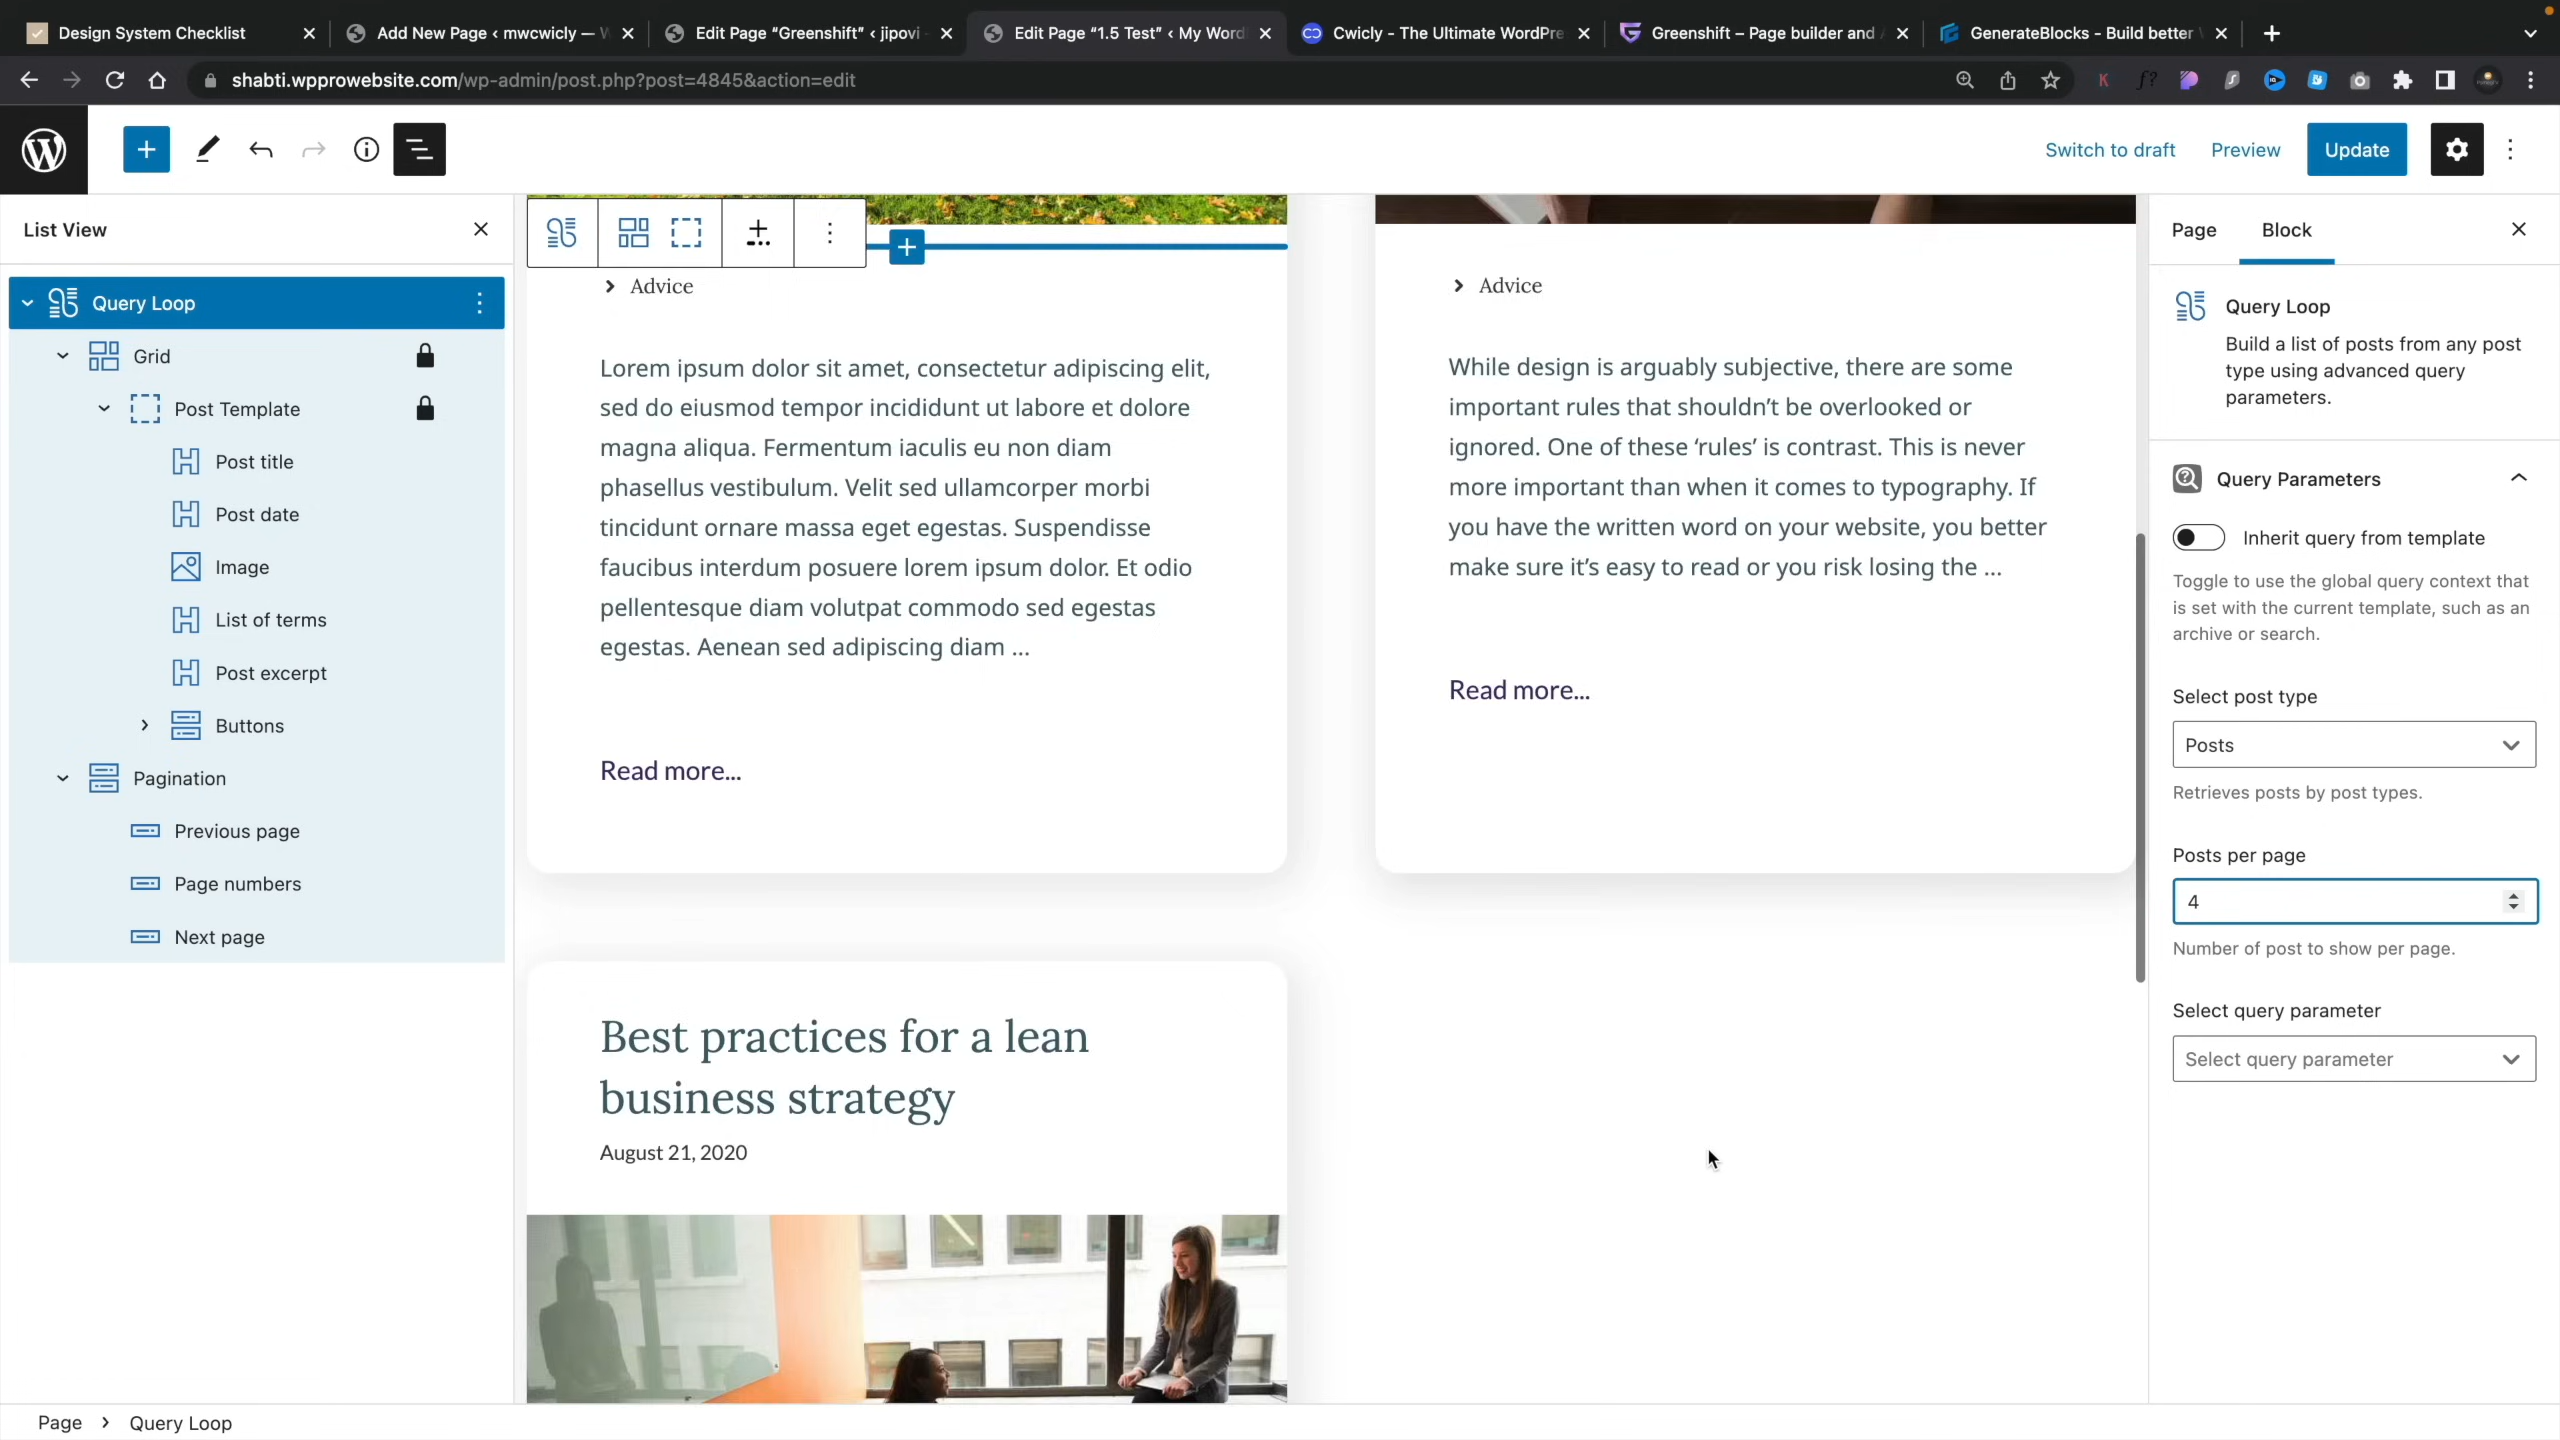 Design System Checklist
Add New Page ‹ mwcwicly — W
Edit Page “Greenshift” ‹ jipovi
Edit Page “1.5 Test” ‹ My Word
Cwicly - The Ultimate WordPre
Greenshift – Page builder and
GenerateBlocks - Build better
shabti.wpprowebsite.com/wp-admin/post.php?post=4845&action=edit
Switch to draft
Preview
Update
List View
Query Loop
Grid
Post Template
Post title
Post date
Image
List of terms
Post excerpt
Buttons
Pagination
Previous page
Page numbers
Next page
Advice
Lorem ipsum dolor sit amet, consectetur adipiscing elit,
sed do eiusmod tempor incididunt ut labore et dolore
magna aliqua. Fermentum iaculis eu non diam
phasellus vestibulum. Velit sed ullamcorper morbi
tincidunt ornare massa eget egestas. Suspendisse
faucibus interdum posuere lorem ipsum dolor. Et odio
pellentesque diam volutpat commodo sed egestas
egestas. Aenean sed adipiscing diam ...
Read more...
Advice
While design is arguably subjective, there are some
important rules that shouldn’t be overlooked or
ignored. One of these ‘rules’ is contrast. This is never
more important than when it comes to typography. If
you have the written word on your website, you better
make sure it’s easy to read or you risk losing the ...
Read more...
Best practices for a lean
business strategy
August 21, 2020
Page
Block
Query Loop
Build a list of posts from any post
type using advanced query
parameters.
Query Parameters
Inherit query from template
Toggle to use the global query context that
is set with the current template, such as an
archive or search.
Select post type
Posts
Retrieves posts by post types.
Posts per page
4
Number of post to show per page.
Select query parameter
Select query parameter
Page › Query Loop